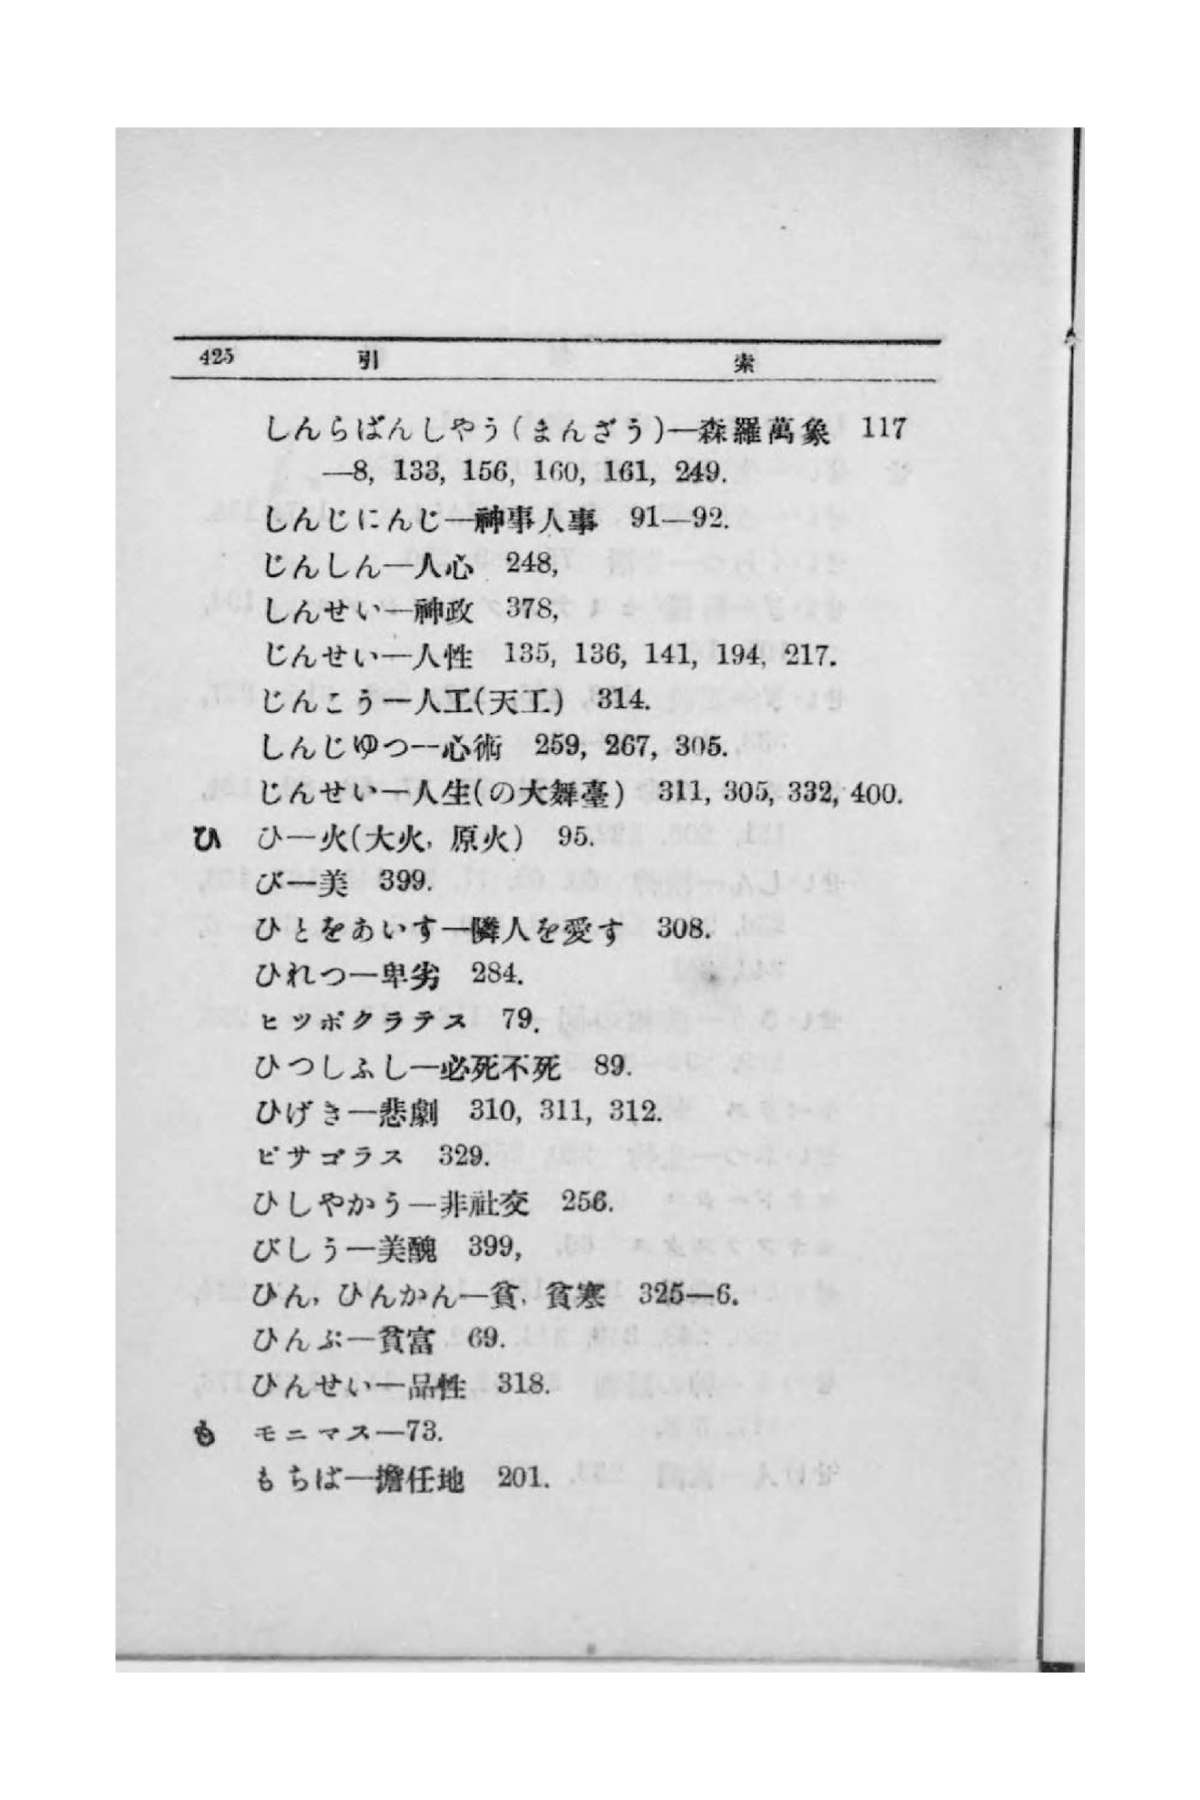 425 引 索
しんらばんしやう(まんざう)―森羅萬象 117
―8, 133, 156, 160, 161, 249.
しんじにんじ―神事人事 91―92.
じんしん―人心 248,
しんせい―神政 378,
じんせい―人性 135, 136, 141, 194, 217.
じんこう―人工(天工) 314.
しんじゆつ―心術 259, 267, 305.
じんせい―人生(の大舞臺) 311, 305, 332, 400.
ひ ひ―火(大火, 原火) 95.
び―美 399.
ひとをあいす―隣人を愛す 308.
ひれつ―卑劣 284.
ヒツポクラテス 79.
ひつしふし―必死不死 89.
ひげき―悲劇 310, 311, 312.
ピサゴラス 329.
ひしやかう―非社交 256.
びしう―美醜 399,
ひん, ひんかん―貧, 貧寒 325―6.
ひんぷ―貧富 69.
ひんせい―品性 318.
も モニマス―73.
もちば―擔任地 201.